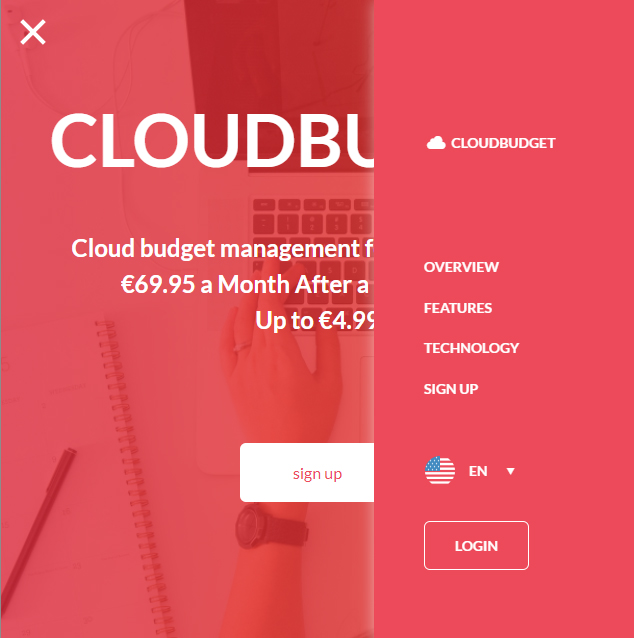 CLOUDBU
Cloud budget management f
€69.95 a Month After a
Up to €4.99
sign up
CLOUDBUDGET
OVERVIEW
FEATURES
TECHNOLOGY
SIGN UP
EN
LOGIN